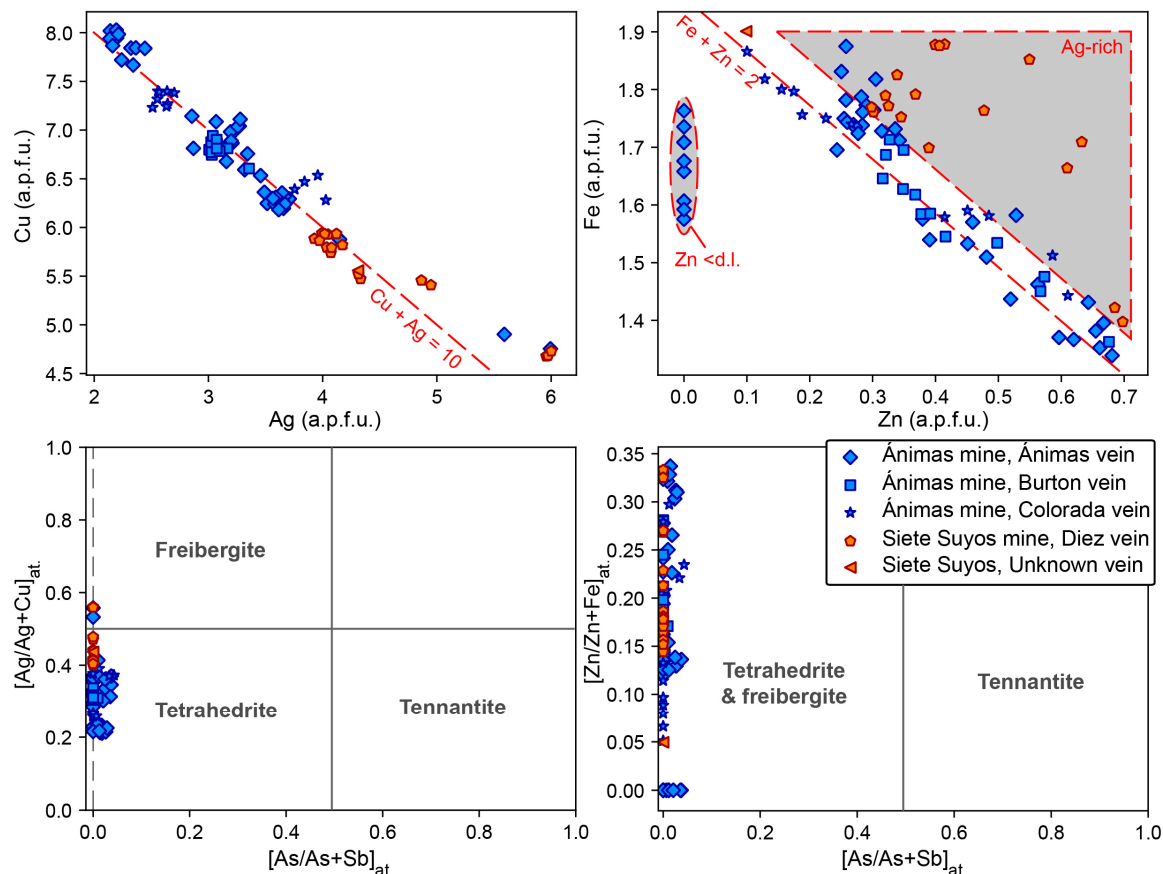 8.0
7.5
7.0
6.5
6.0
5.5
5.0
4.5
Cu (a.p.f.u.)
Cu + Ag = 10
2
3
4
5
6
Ag (a.p.f.u.)
1.9
1.8
1.7
1.6
1.5
1.4
Fe (a.p.f.u.)
Fe + Zn = 2
Ag-rich
Zn <d.l.
0.0
0.1
0.2
0.3
0.4
0.5
0.6
0.7
Zn (a.p.f.u.)
1.0
0.8
0.6
0.4
0.2
0.0
[Ag/Ag+Cu]at.
Freibergite
Tetrahedrite
Tennantite
0.0
0.2
0.4
0.6
0.8
1.0
[As/As+Sb]at
0.35
0.30
0.25
0.20
0.15
0.10
0.05
0.00
[Zn/Zn+Fe]at.
Ánimas mine, Ánimas vein
Ánimas mine, Burton vein
Ánimas mine, Colorada vein
Siete Suyos mine, Diez vein
Siete Suyos, Unknown vein
Tetrahedrite
& freibergite
Tennantite
0.0
0.2
0.4
0.6
0.8
1.0
[As/As+Sb]at